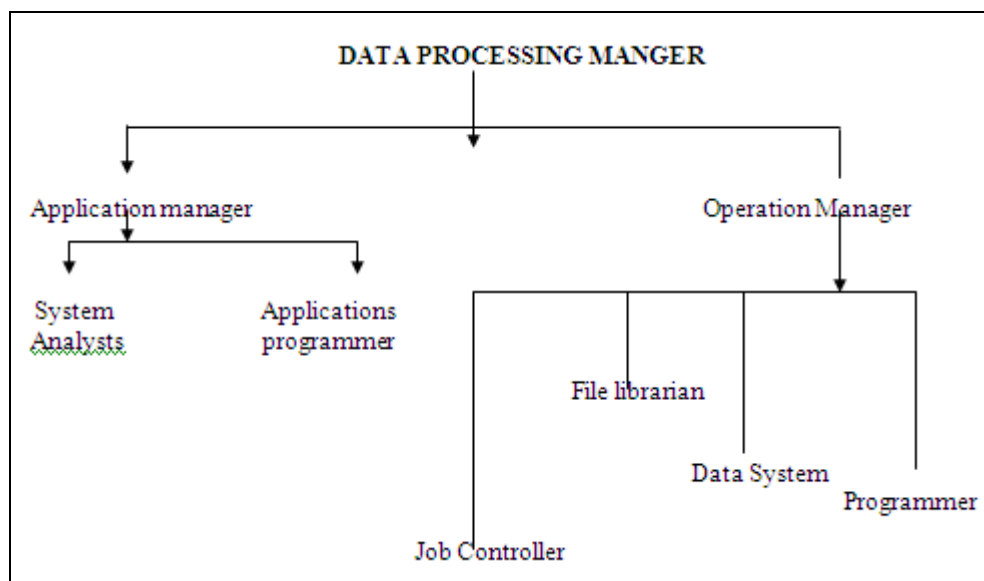 DATA PROCESSING MANGER
Application manager
Operation Manager
System
Analysts
Applications
programmer
File librarian
Data System
Programmer
Job Controller